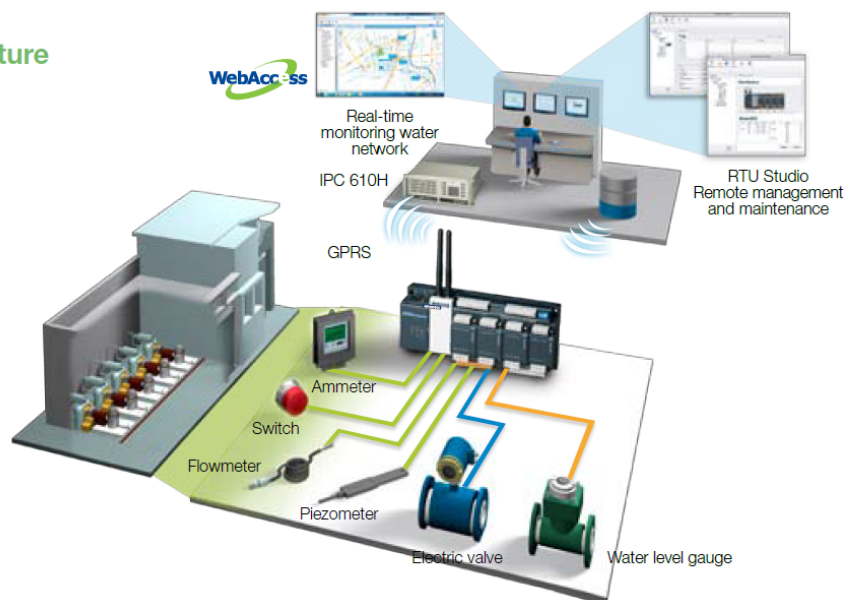 ture
WebAccess
Real-time
monitoring water
network
IPC 610H
RTU Studio
Remote management
and maintenance
GPRS
Ammeter
Switch
Flowmeter
Piezometer
Electric valve
Water level gauge